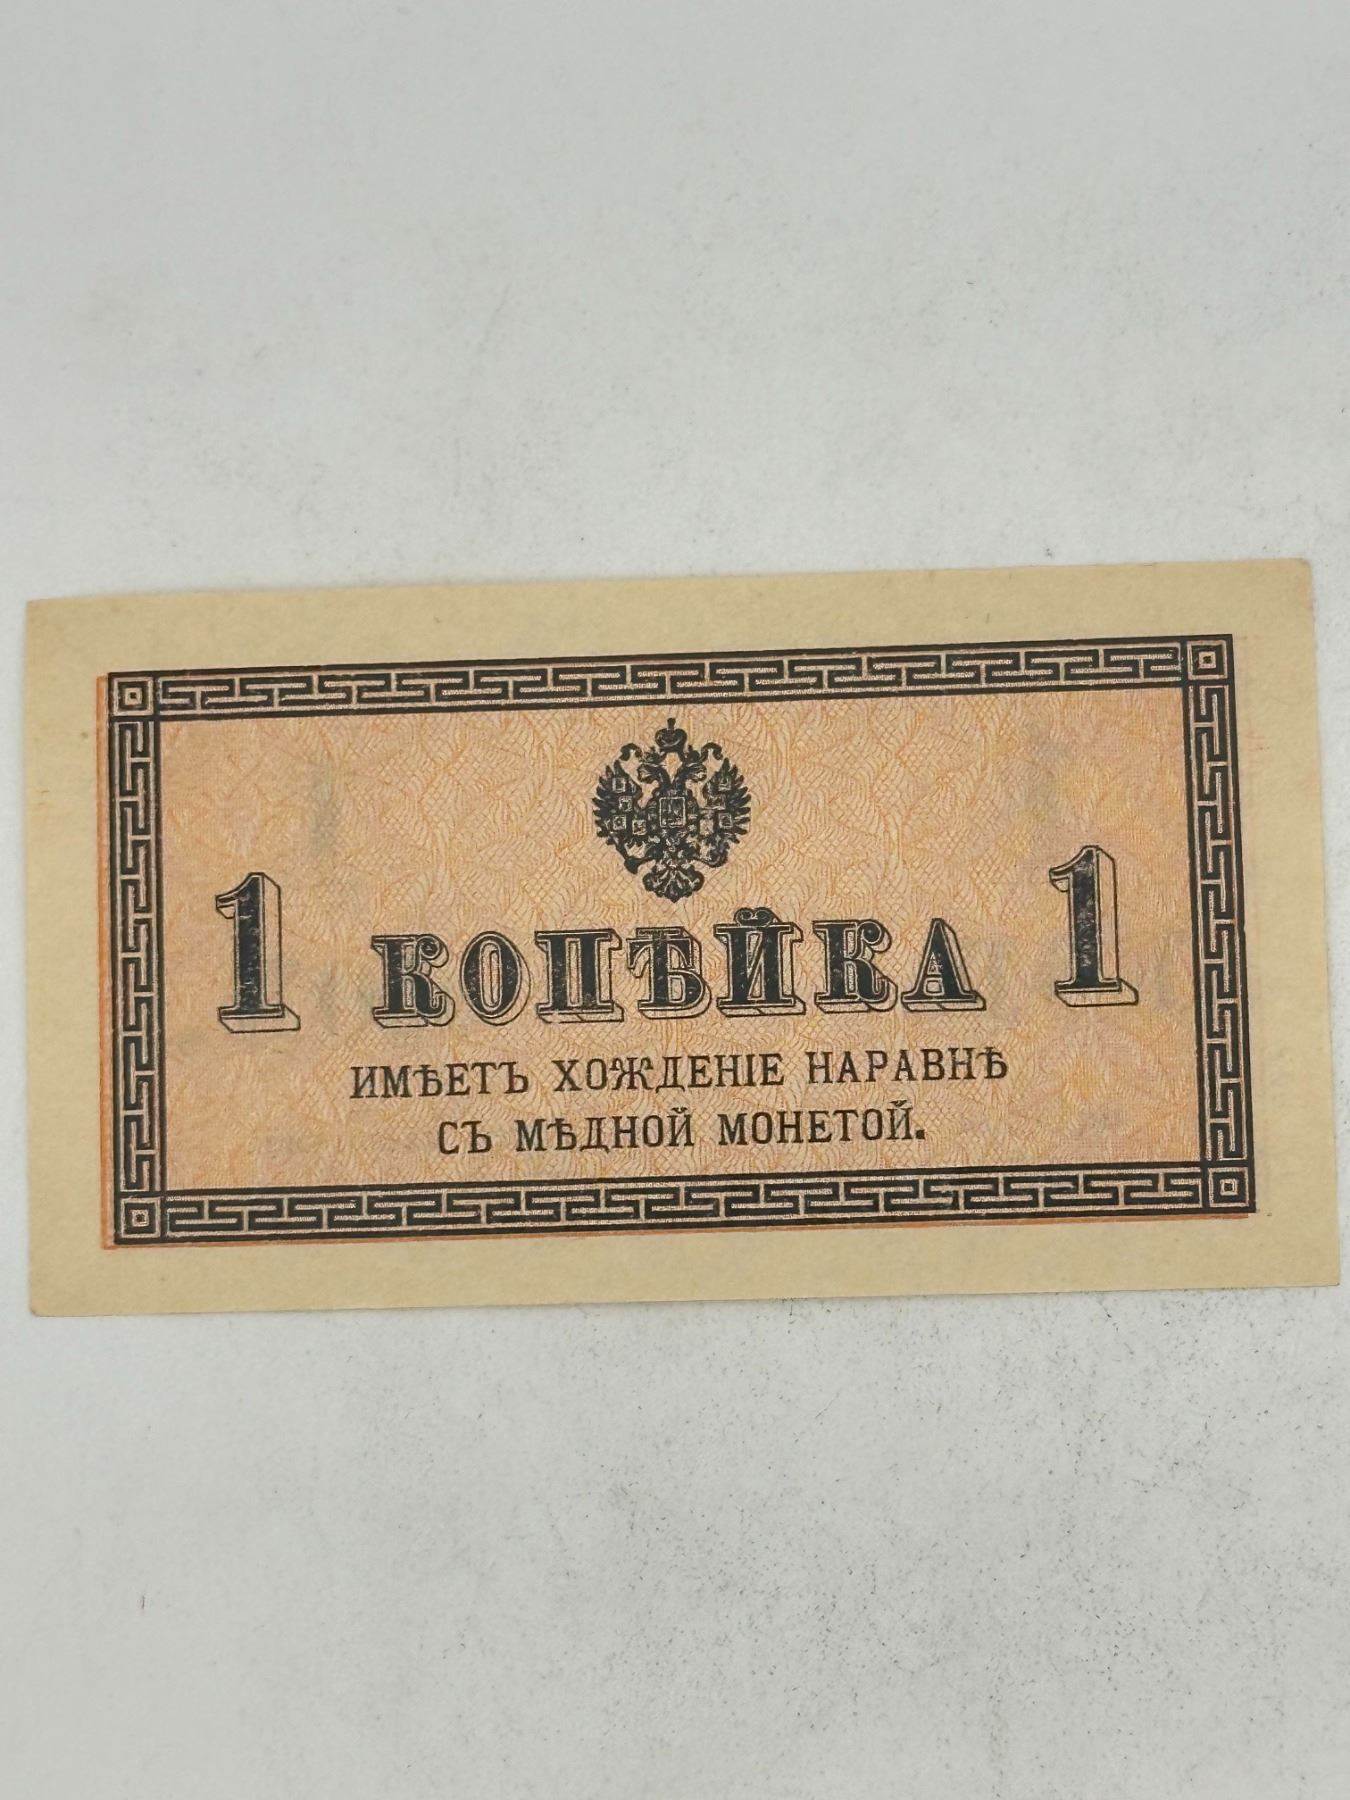 1 КОПѢЙКА 1
ИМѢЕТЪ ХОЖДЕНІЕ НАРАВНѢ
СЪ МѢДНОЙ МОНЕТОЙ.